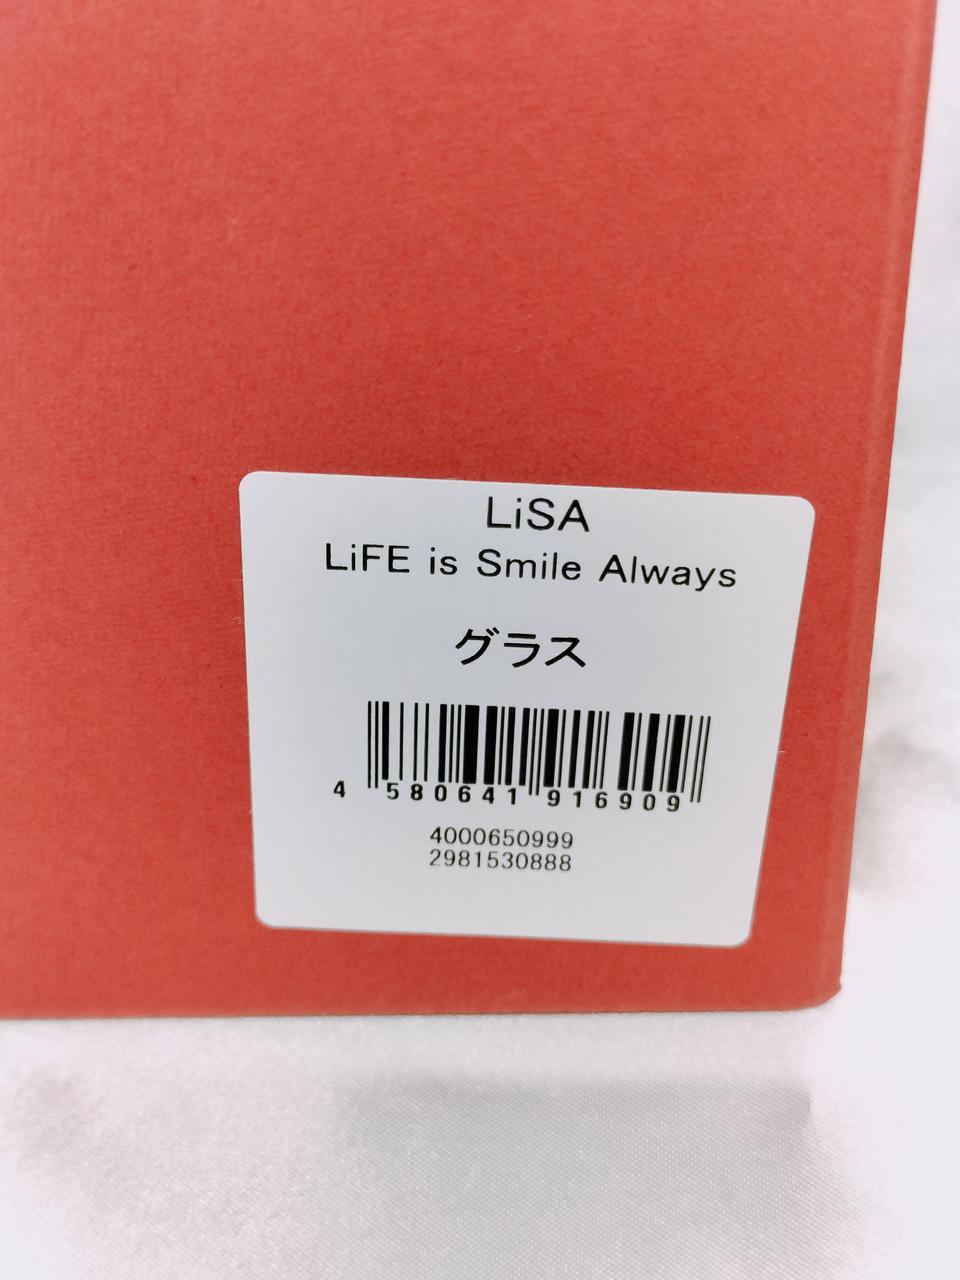 LiSA
LiFE is Smile Always
グラス
4 580641 916909
4000650999
2981530888